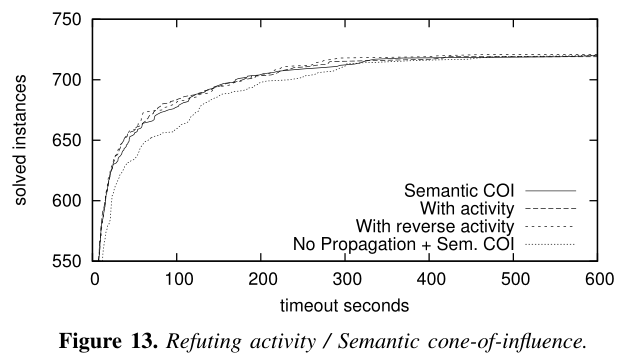 750
700
650
600
550
solved instances
Semantic COI
With activity
With reverse activity
No Propagation + Sem. COI
0 100 200 300 400 500 600
timeout seconds
Figure 13. Refuting activity / Semantic cone-of-influence.